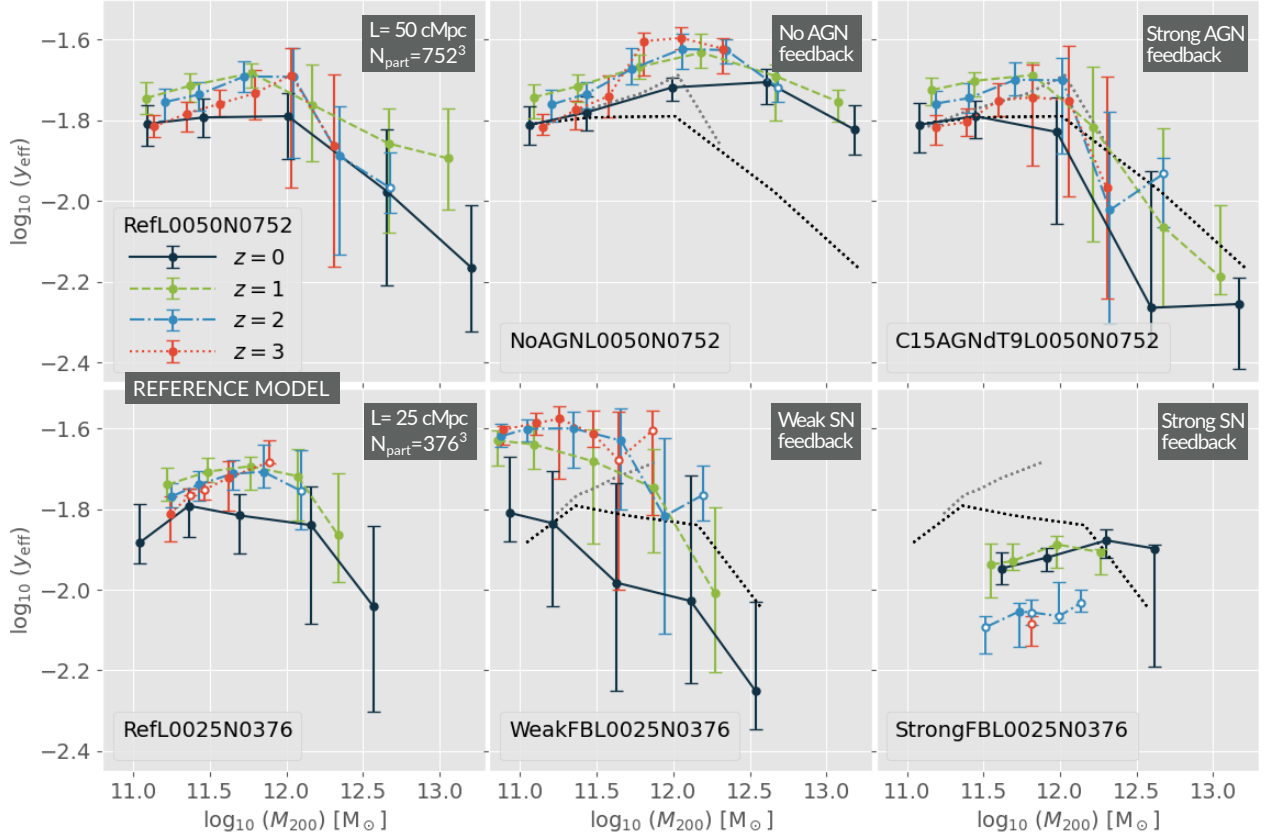 L= 50 cMpc
N_part=752³
No AGN
feedback
Strong AGN
feedback
−1.6
−1.8
−2.0
−2.2
−2.4
log₁₀ (y_eff)
RefL0050N0752
z = 0
z = 1
z = 2
z = 3
NoAGNL0050N0752
C15AGNdT9L0050N0752
REFERENCE MODEL
L= 25 cMpc
N_part=376³
Weak SN
feedback
Strong SN
feedback
−1.6
−1.8
−2.0
−2.2
−2.4
log₁₀ (y_eff)
RefL0025N0376
WeakFBL0025N0376
StrongFBL0025N0376
11.0 11.5 12.0 12.5 13.0
11.0 11.5 12.0 12.5 13.0
11.0 11.5 12.0 12.5 13.0
log₁₀ (M₂₀₀) [M☉]
log₁₀ (M₂₀₀) [M☉]
log₁₀ (M₂₀₀) [M☉]